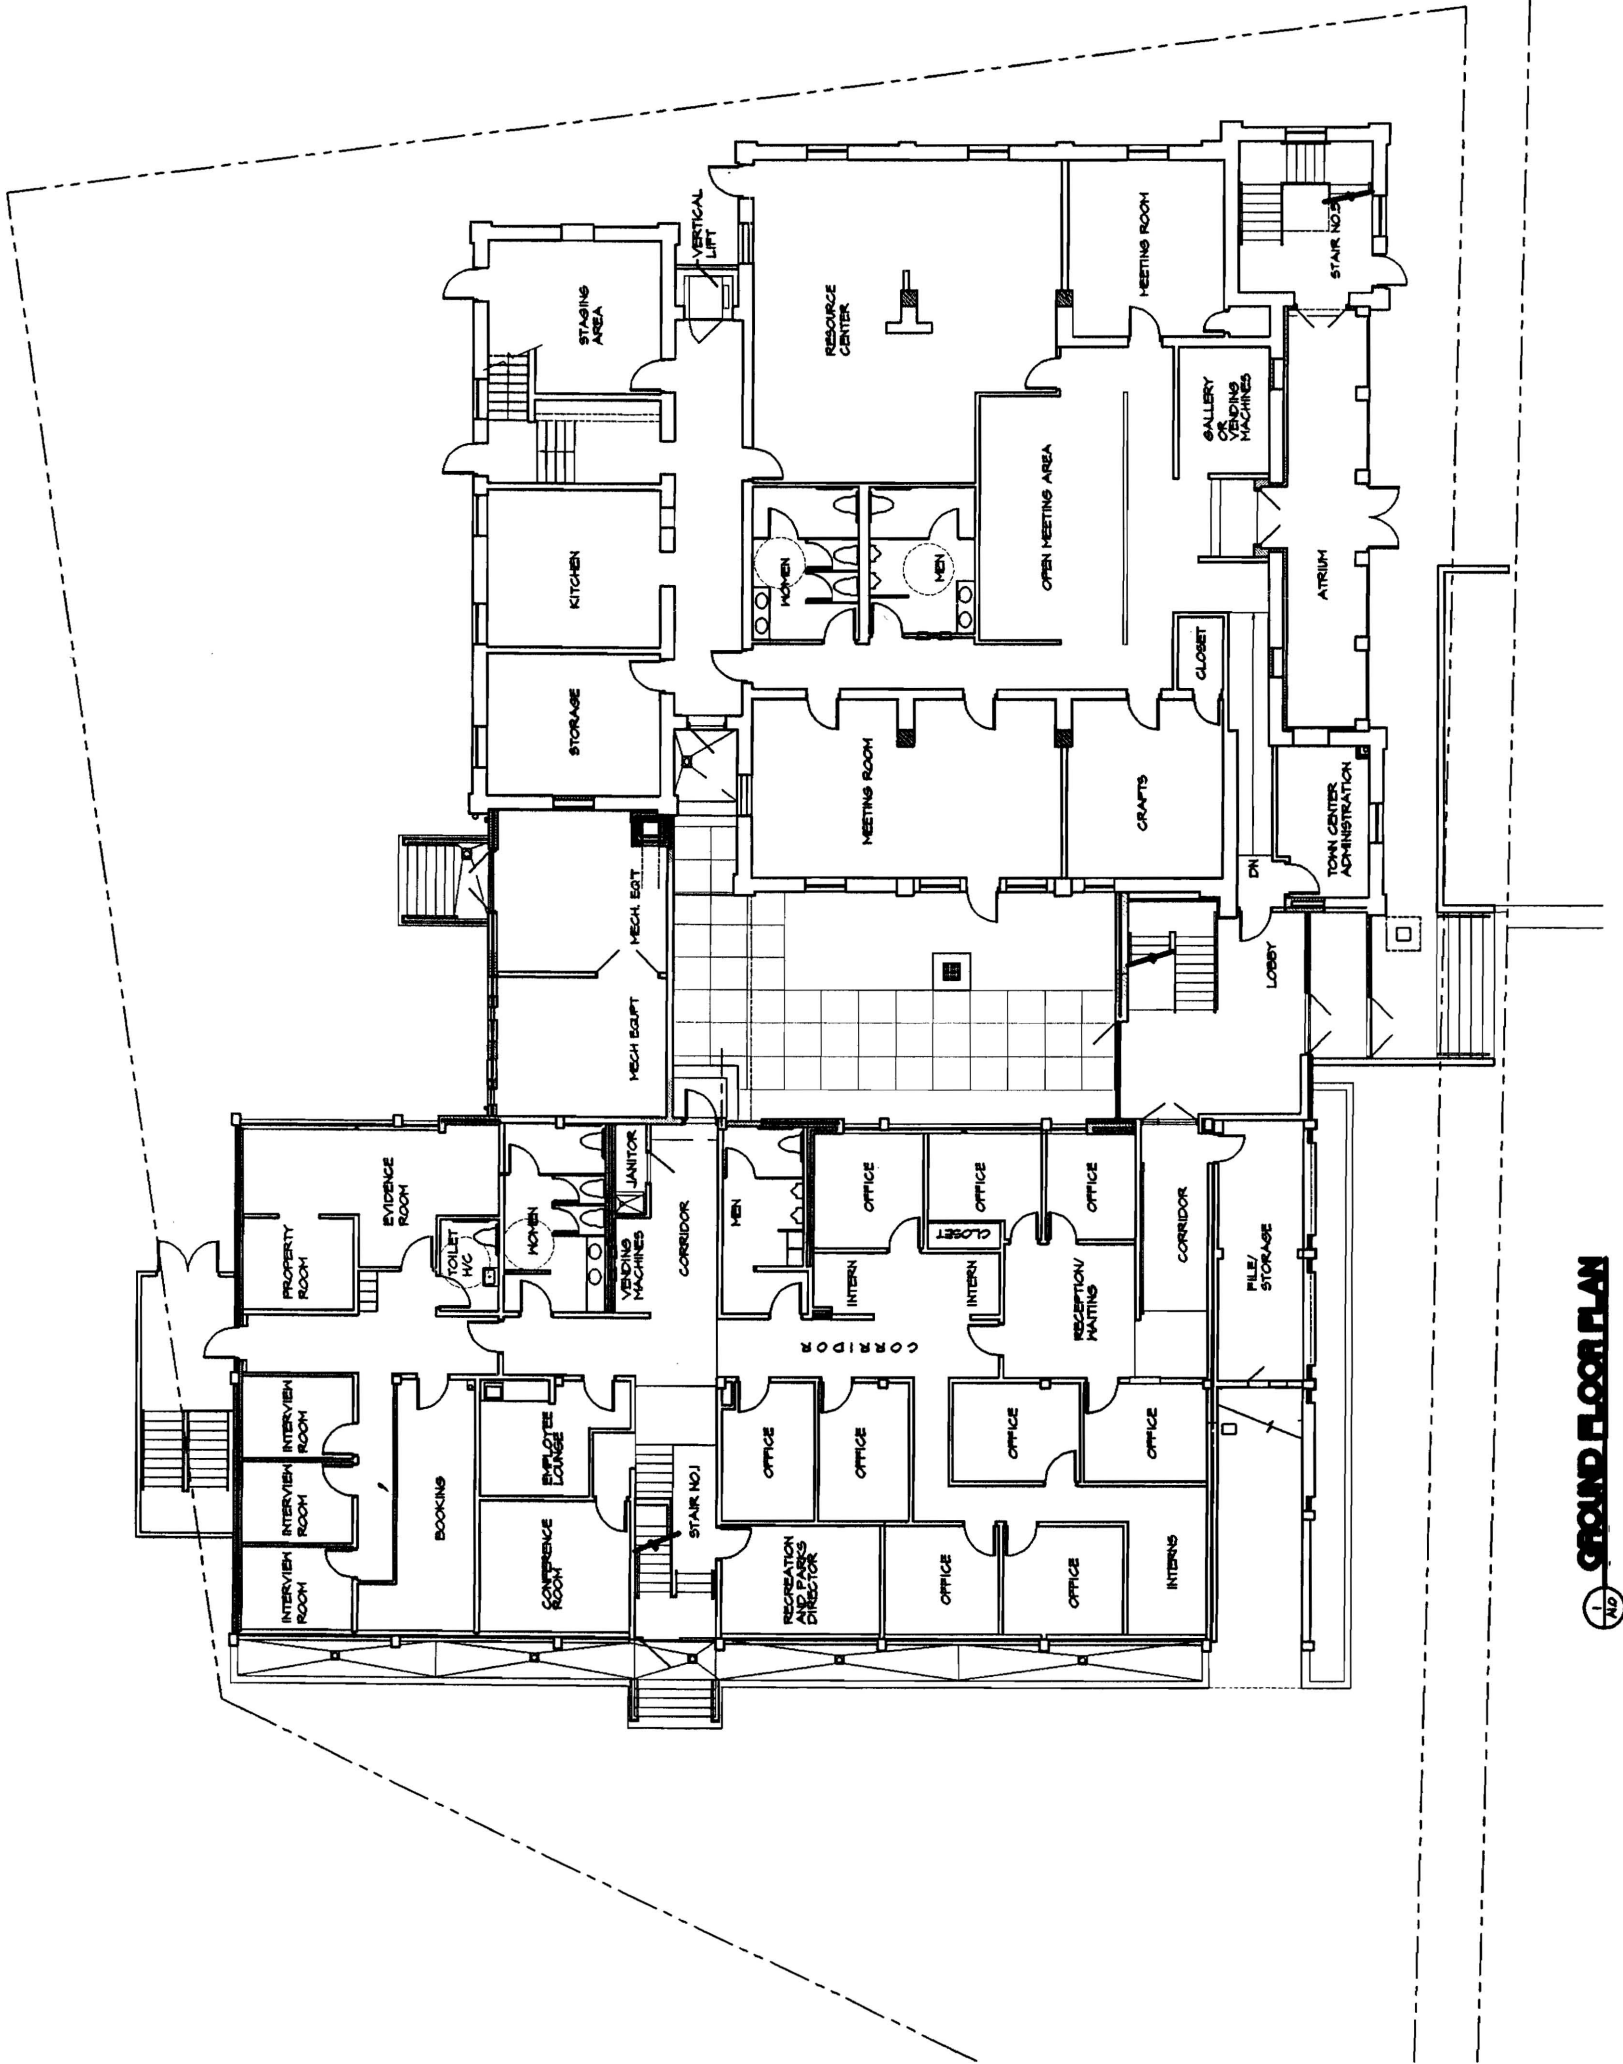 INTERVIEW
ROOM
INTERVIEW
ROOM
INTERVIEW
ROOM
PROPERTY
ROOM
EVIDENCE
ROOM
BOOKING
TOILET
H/C
EMPLOYEE
LOUNGE
CONFERENCE
ROOM
WOMEN
JANITOR
VENDING
MACHINES
CORRIDOR
STAIR NO.1
MEN
OFFICE
OFFICE
RECREATION
AND PARKS
DIRECTOR
CORRIDOR
INTERN
INTERN
OFFICE
OFFICE
OFFICE
CLOSET
OFFICE
OFFICE
OFFICE
OFFICE
INTERNS
RECEPTION/
WAITING
CORRIDOR
FILE/
STORAGE
LOBBY
MECH EQUPT
MECH. EQ'T
STORAGE
KITCHEN
STAGING
AREA
VERTICAL
LIFT
WOMEN
MEN
RESOURCE
CENTER
MEETING ROOM
OPEN MEETING AREA
MEETING ROOM
CRAFTS
CLOSET
GALLERY
OR
VENDING
MACHINES
DN
TOWN CENTER
ADMINISTRATION
ATRIUM
STAIR NO.5
1
GROUND FLOOR PLAN